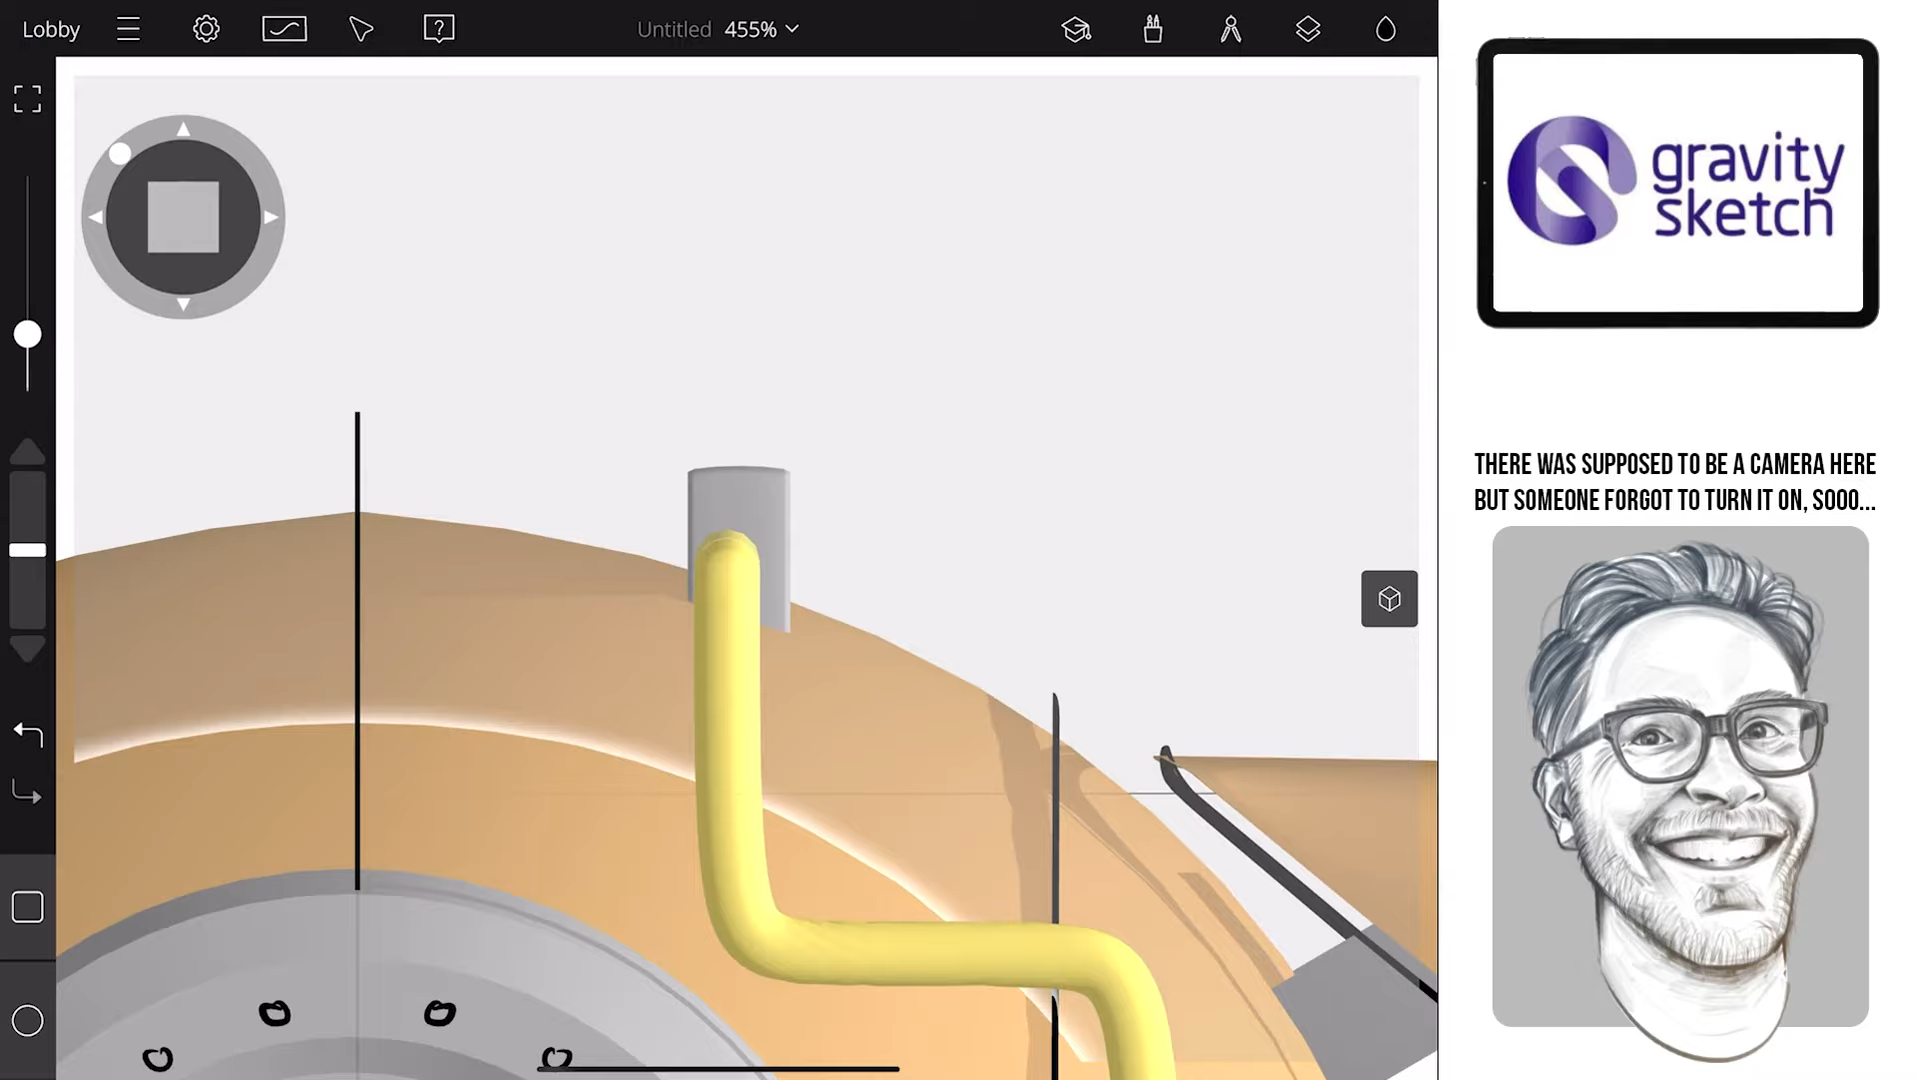 Lobby
Untitled 455%
gravity
sketch
THERE WAS SUPPOSED TO BE A CAMERA HERE
BUT SOMEONE FORGOT TO TURN IT ON, SOOO...